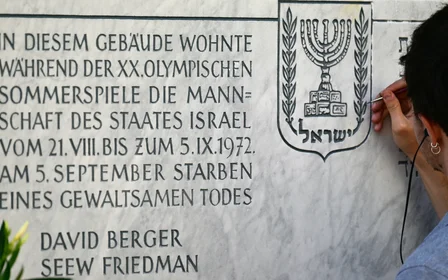 IN DIESEM GEBÄUDE WOHNTE
WÄHREND DER XX.OLYMPISCHEN
SOMMERSPIELE DIE MANN=
SCHAFT DES STAATES ISRAEL
VOM 21.VIII.BIS ZUM 5.IX.1972.
AM 5.SEPTEMBER STARBEN
EINES GEWALTSAMEN TODES
DAVID BERGER
SEEW FRIEDMAN
ישראל